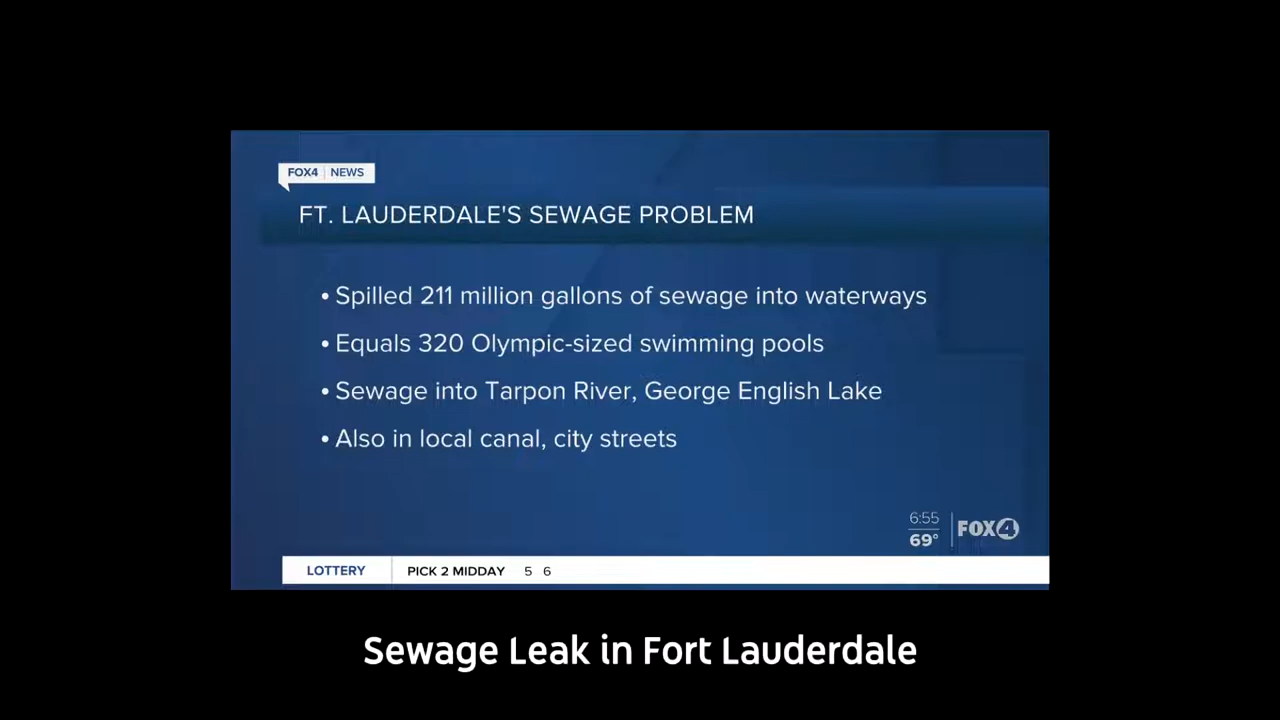 FOX4 NEWS
FT. LAUDERDALE'S SEWAGE PROBLEM
• Spilled 211 million gallons of sewage into waterways
• Equals 320 Olympic-sized swimming pools
• Sewage into Tarpon River, George English Lake
• Also in local canal, city streets
6:55
69°
FOX 4
LOTTERY PICK 2 MIDDAY 5 6
Sewage Leak in Fort Lauderdale